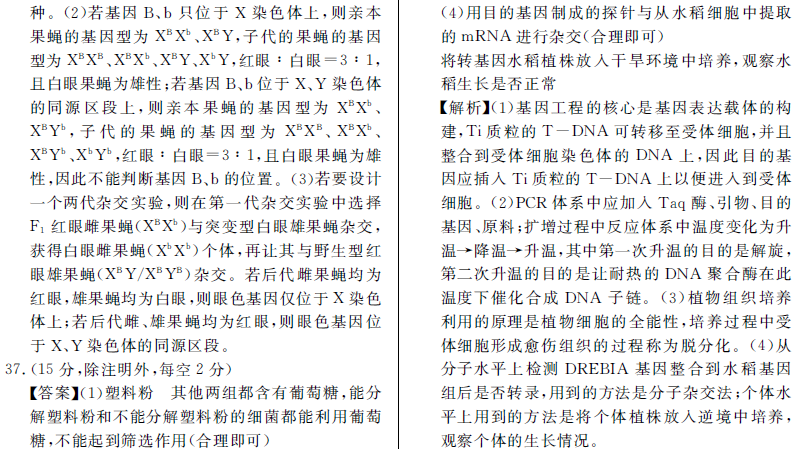 种。(2)若基因 B、b 只位于 X 染色体上,则亲本
果蝇的基因型为 XᴮXᵇ、XᴮY,子代的果蝇的基因
型为 XᴮXᴮ、XᴮXᵇ、XᴮY、XᵇY,红眼∶白眼=3∶1,
且白眼果蝇为雄性;若基因 B、b 位于 X、Y 染色体
的同源区段上,则亲本果蝇的基因型为 XᴮXᵇ、
XᴮYᵇ,子代的果蝇的基因型为 XᴮXᴮ、XᴮXᵇ、
XᴮYᵇ、XᵇYᵇ,红眼∶白眼=3∶1,且白眼果蝇为雄
性,因此不能判断基因 B、b 的位置。(3)若要设计
一个两代杂交实验,则在第一代杂交实验中选择
F₁ 红眼雌果蝇(XᴮXᵇ)与突变型白眼雄果蝇杂交,
获得白眼雌果蝇(XᵇXᵇ)个体,再让其与野生型红
眼雄果蝇(XᴮY/XᴮYᴮ)杂交。若后代雌果蝇均为
红眼,雄果蝇均为白眼,则眼色基因仅位于 X 染色
体上;若后代雌、雄果蝇均为红眼,则眼色基因位
于 X、Y 染色体的同源区段。
37.(15 分,除注明外,每空 2 分)
【答案】(1)塑料粉 其他两组都含有葡萄糖,能分
解塑料粉和不能分解塑料粉的细菌都能利用葡萄
糖,不能起到筛选作用(合理即可)
(4)用目的基因制成的探针与从水稻细胞中提取
的 mRNA 进行杂交(合理即可)
将转基因水稻植株放入干旱环境中培养,观察水
稻生长是否正常
【解析】(1)基因工程的核心是基因表达载体的构
建,Ti 质粒的 T-DNA 可转移至受体细胞,并且
整合到受体细胞染色体的 DNA 上,因此目的基
因应插入 Ti 质粒的 T-DNA 上以便进入到受体
细胞。(2)PCR 体系中应加入 Taq 酶、引物、目的
基因、原料;扩增过程中反应体系中温度变化为升
温→降温→升温,其中第一次升温的目的是解旋,
第二次升温的目的是让耐热的 DNA 聚合酶在此
温度下催化合成 DNA 子链。(3)植物组织培养
利用的原理是植物细胞的全能性,培养过程中受
体细胞形成愈伤组织的过程称为脱分化。(4)从
分子水平上检测 DREBIA 基因整合到水稻基因
组后是否转录,用到的方法是分子杂交法;个体水
平上用到的方法是将个体植株放入逆境中培养,
观察个体的生长情况。